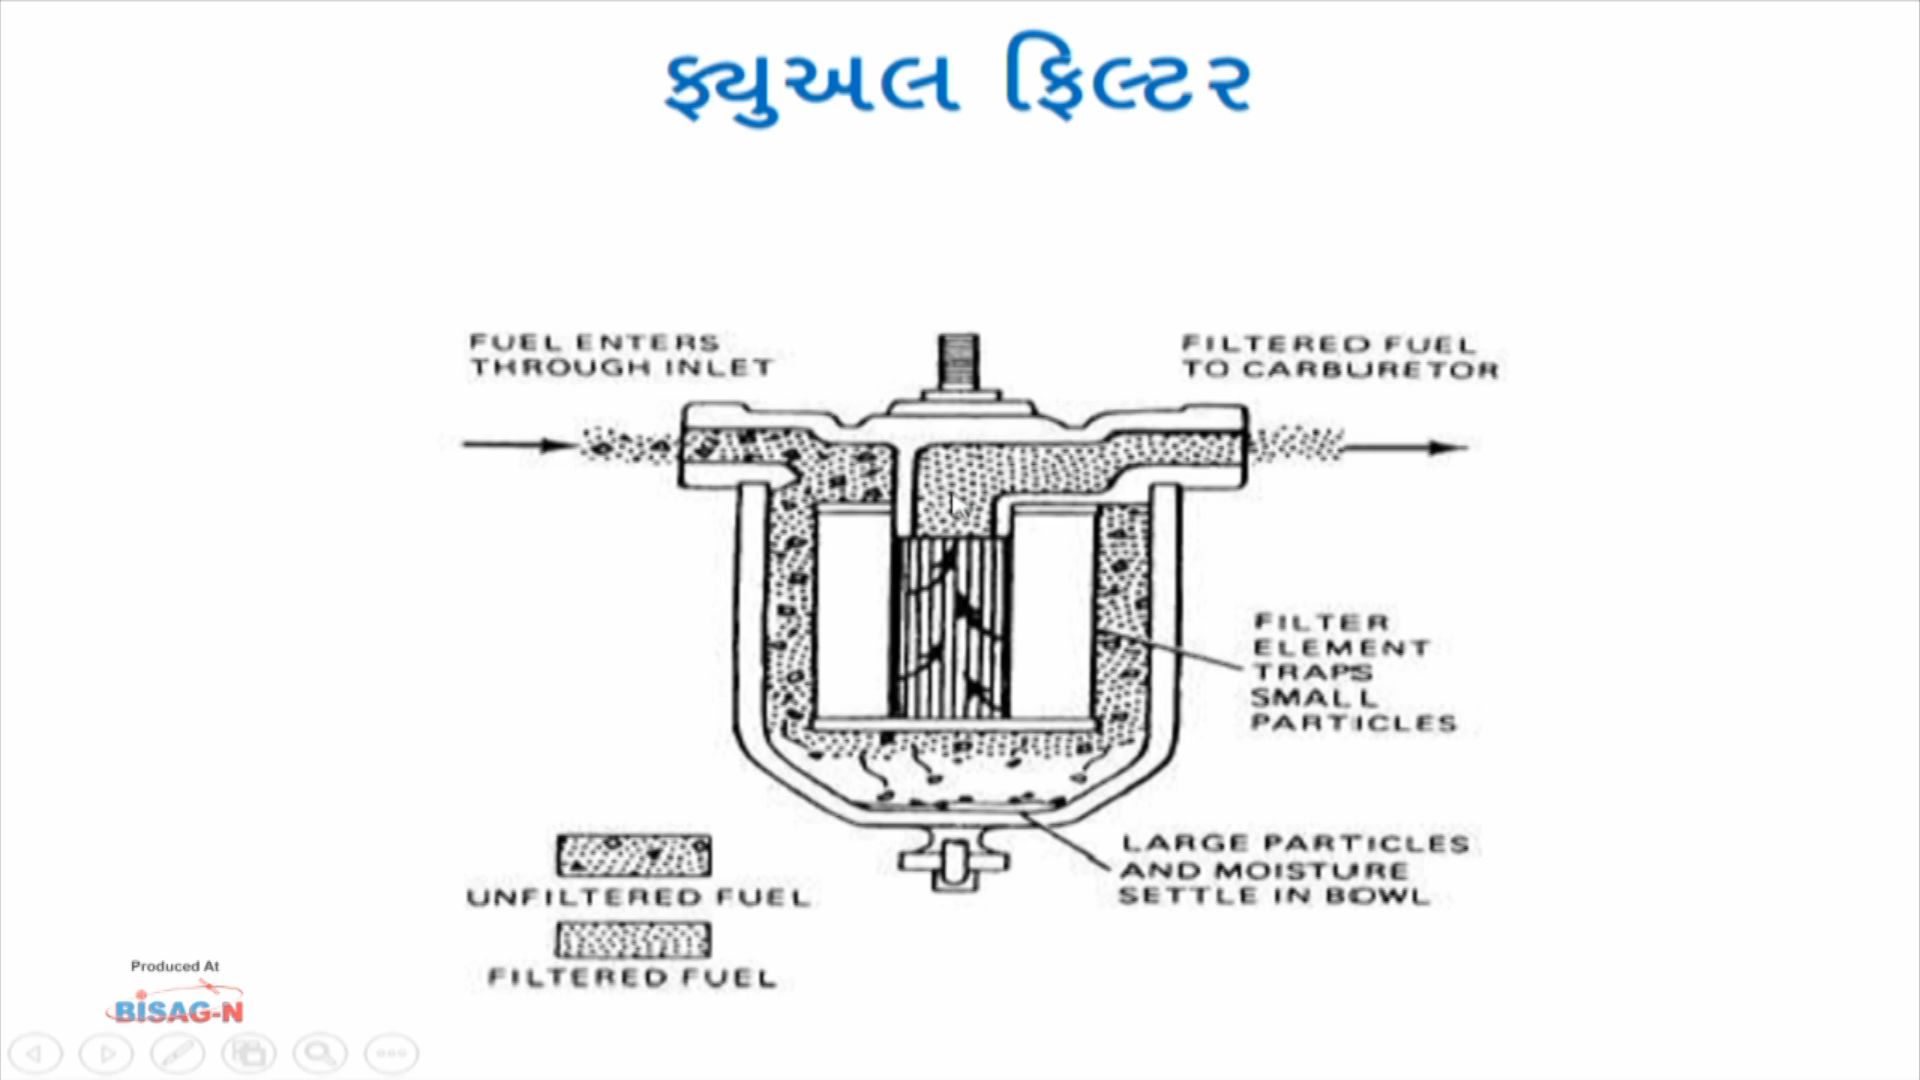 ફ્યુઅલ ફિલ્ટર
FUEL ENTERS
THROUGH INLET
FILTERED FUEL
TO CARBURETOR
FILTER
ELEMENT
TRAPS
SMALL
PARTICLES
LARGE PARTICLES
AND MOISTURE
SETTLE IN BOWL
UNFILTERED FUEL
FILTERED FUEL
Produced At
BISAG-N